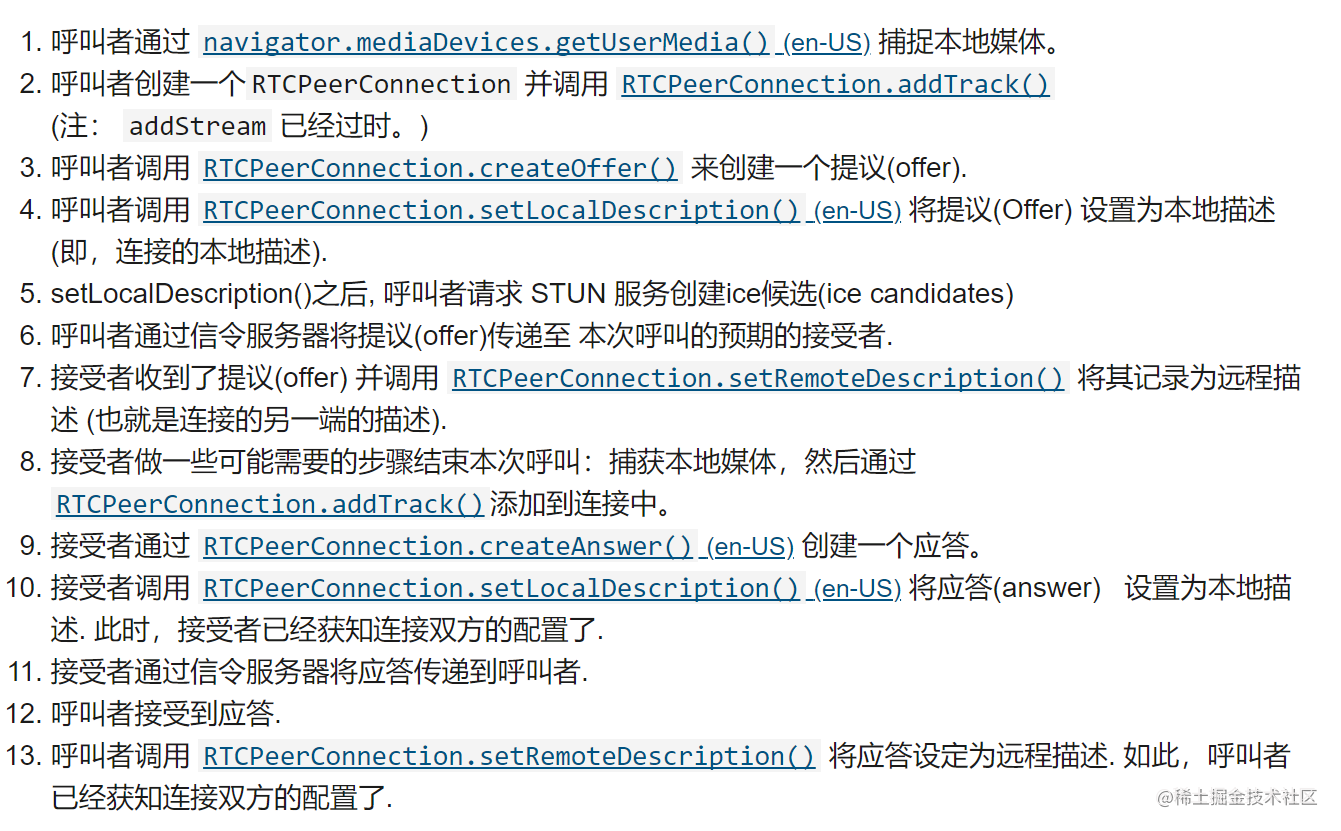 1. 呼叫者通过 navigator.mediaDevices.getUserMedia() (en-US) 捕捉本地媒体。
2. 呼叫者创建一个RTCPeerConnection 并调用 RTCPeerConnection.addTrack()
(注： addStream 已经过时。)
3. 呼叫者调用 RTCPeerConnection.createOffer() 来创建一个提议(offer).
4. 呼叫者调用 RTCPeerConnection.setLocalDescription() (en-US) 将提议(Offer) 设置为本地描述
(即，连接的本地描述).
5. setLocalDescription()之后, 呼叫者请求 STUN 服务创建ice候选(ice candidates)
6. 呼叫者通过信令服务器将提议(offer)传递至 本次呼叫的预期的接受者.
7. 接受者收到了提议(offer) 并调用 RTCPeerConnection.setRemoteDescription() 将其记录为远程描
述 (也就是连接的另一端的描述).
8. 接受者做一些可能需要的步骤结束本次呼叫：捕获本地媒体，然后通过
RTCPeerConnection.addTrack()添加到连接中。
9. 接受者通过 RTCPeerConnection.createAnswer() (en-US) 创建一个应答。
10. 接受者调用 RTCPeerConnection.setLocalDescription() (en-US) 将应答(answer) 设置为本地描
述. 此时，接受者已经获知连接双方的配置了.
11. 接受者通过信令服务器将应答传递到呼叫者.
12. 呼叫者接受到应答.
13. 呼叫者调用 RTCPeerConnection.setRemoteDescription() 将应答设定为远程描述. 如此，呼叫者
已经获知连接双方的配置了.
@稀土掘金技术社区